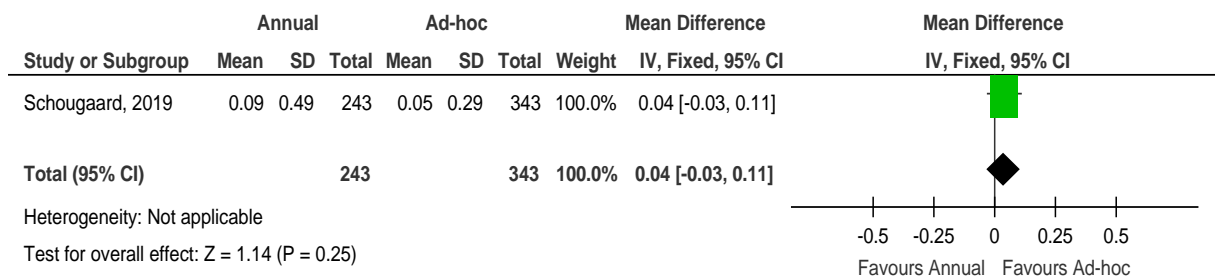 Annual Ad-hoc Mean Difference Mean Difference
Study or Subgroup Mean SD Total Mean SD Total Weight IV, Fixed, 95% CI IV, Fixed, 95% CI
Schougaard, 2019 0.09 0.49 243 0.05 0.29 343 100.0% 0.04 [-0.03, 0.11]
Total (95% CI) 243 343 100.0% 0.04 [-0.03, 0.11]
Heterogeneity: Not applicable
Test for overall effect: Z = 1.14 (P = 0.25)
-0.5 -0.25 0 0.25 0.5
Favours Annual Favours Ad-hoc